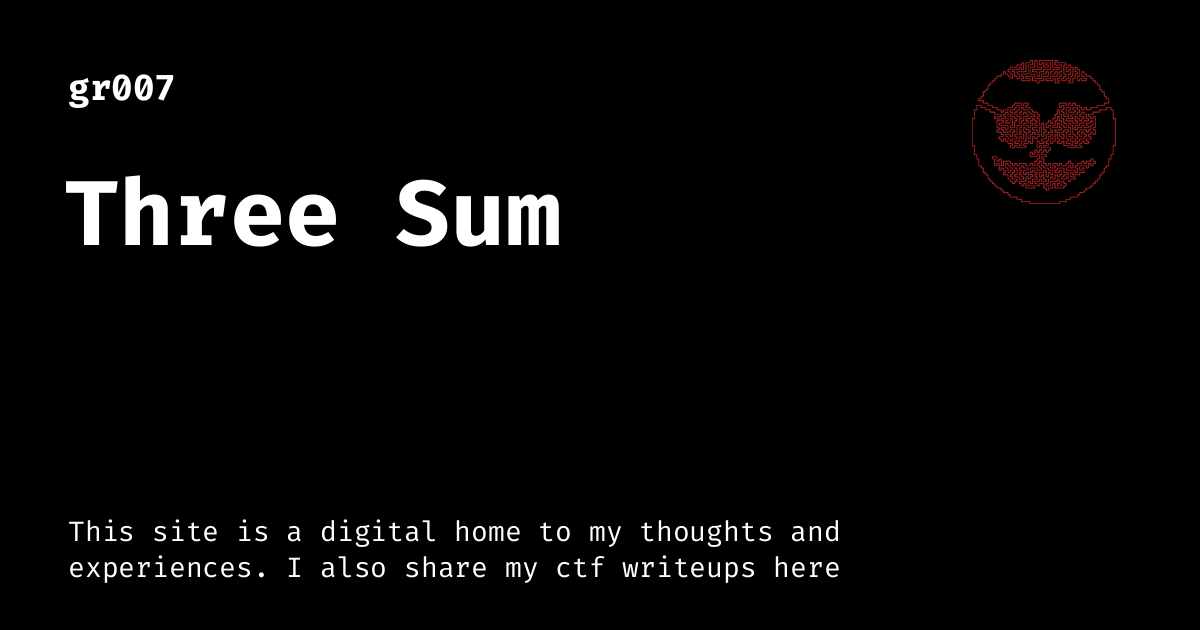 gr007
Three Sum
This site is a digital home to my thoughts and
experiences. I also share my ctf writeups here